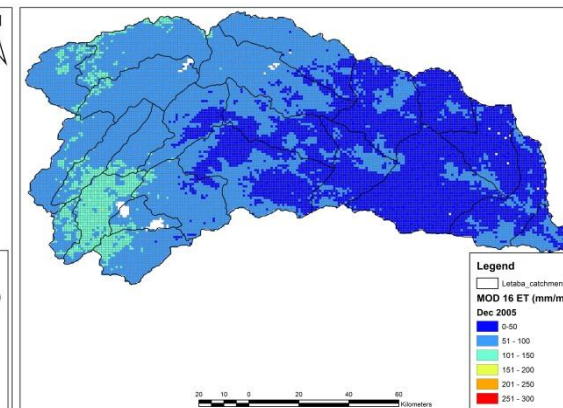 Legend
Letaba_catchmen
MOD 16 ET (mm/m
Dec 2005
0-50
51 - 100
101 - 150
151 - 200
201 - 250
251 - 300
20 10 0 20 40 60
Kilometers